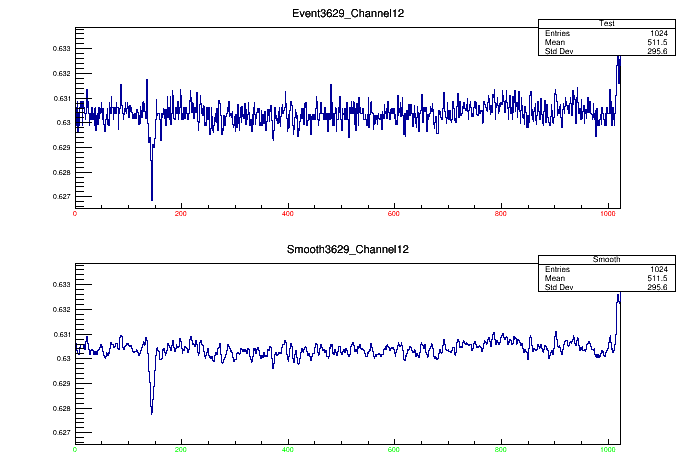 Event3629_Channel12
Test
Entries 1024
Mean 511.5
Std Dev 295.6
0.633
0.632
0.631
0.63
0.629
0.628
0.627
0 200 400 600 800 1000
Smooth3629_Channel12
Smooth
Entries 1024
Mean 511.5
Std Dev 295.6
0.633
0.632
0.631
0.63
0.629
0.628
0.627
0 200 400 600 800 1000